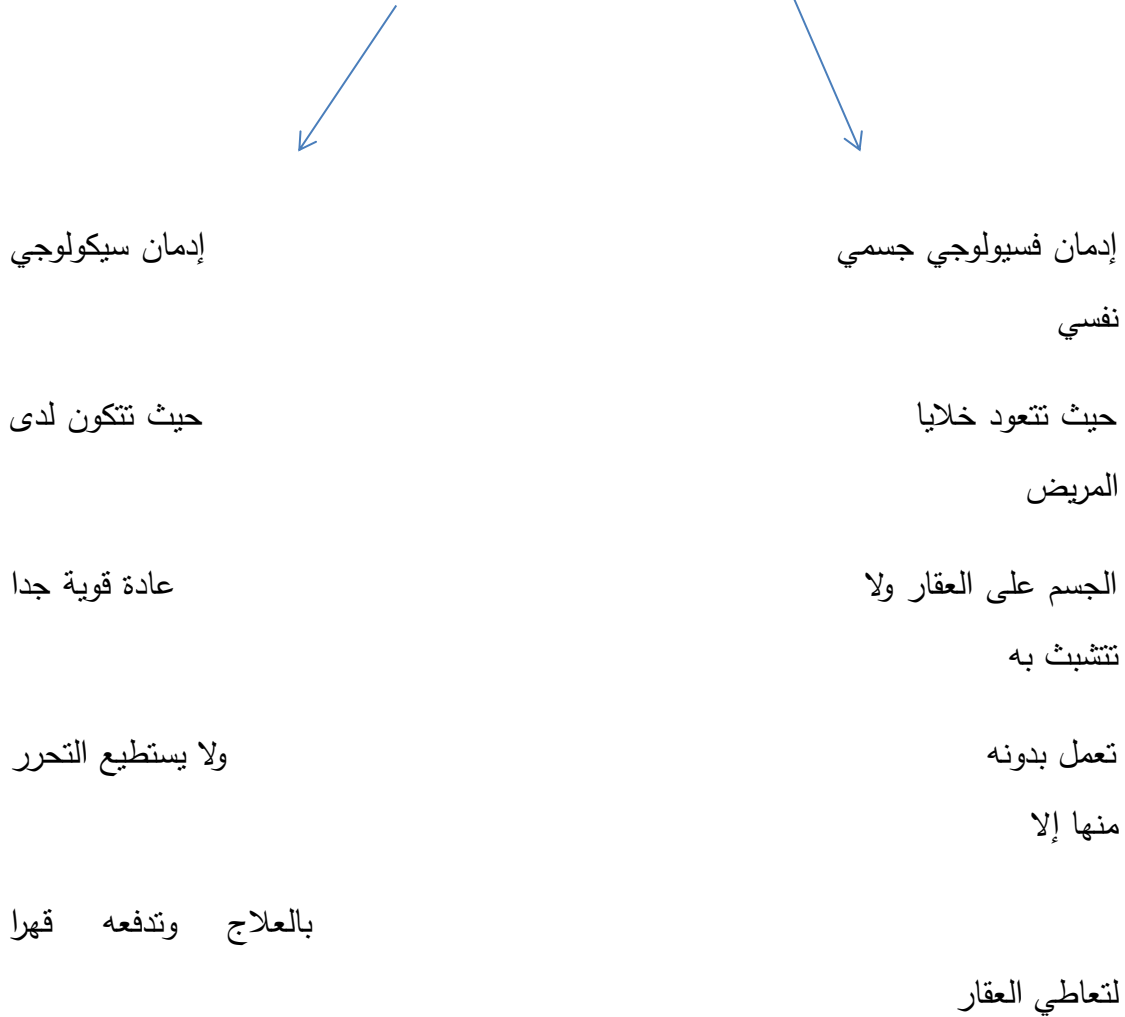 إدمان فسيولوجي جسمي إدمان سيكولوجي
نفسي
حيث تتعود خلايا حيث تتكون لدى
المريض
الجسم على العقار ولا عادة قوية جدا
تتشبث به
تعمل بدونه ولا يستطيع التحرر
منها إلا
بالعلاج وتدفعه قهرا
لتعاطي العقار